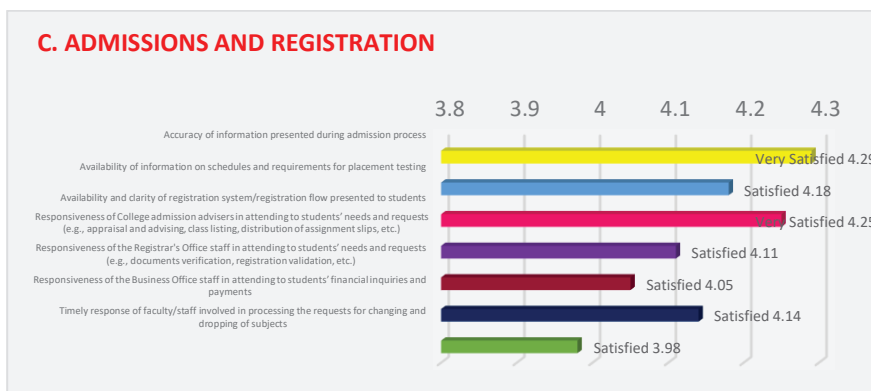 C. ADMISSIONS AND REGISTRATION
3.8 3.9 4 4.1 4.2 4.3
Accuracy of information presented during admission process
Very Satisfied 4.29
Availability of information on schedules and requirements for placement testing
Satisfied 4.18
Availability and clarity of registration system/registration flow presented to students
Very Satisfied 4.25
Responsiveness of College admission advisers in attending to students' needs and requests
(e.g., appraisal and advising, class listing, distribution of assignment slips, etc.)
Satisfied 4.11
Responsiveness of the Registrar's Office staff in attending to students' needs and requests
(e.g., documents verification, registration validation, etc.)
Satisfied 4.05
Responsiveness of the Business Office staff in attending to students' financial inquiries and
payments
Satisfied 4.14
Timely response of faculty/staff involved in processing the requests for changing and
dropping of subjects
Satisfied 3.98